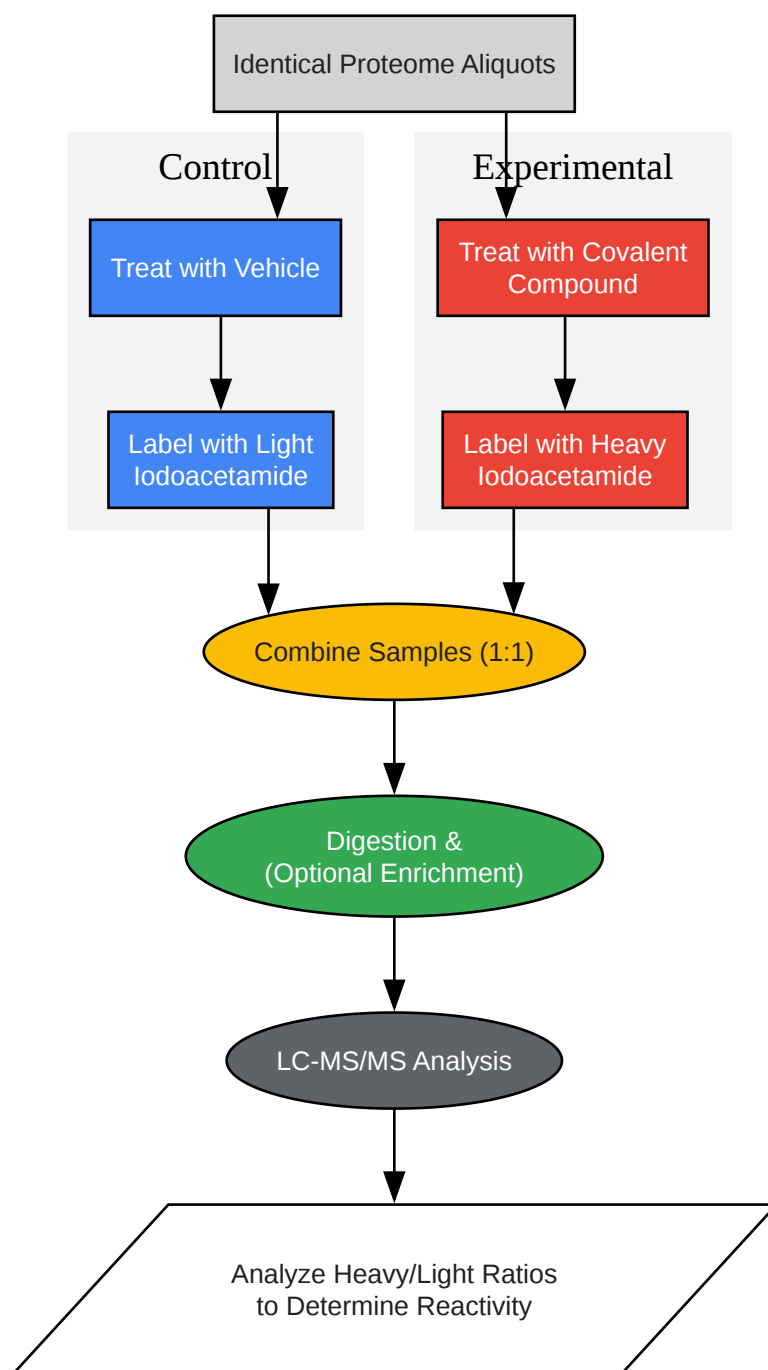 Identical Proteome Aliquots
Control
Experimental
Treat with Vehicle
Treat with Covalent
Compound
Label with Light
Iodoacetamide
Label with Heavy
Iodoacetamide
Combine Samples (1:1)
Digestion &
(Optional Enrichment)
LC-MS/MS Analysis
Analyze Heavy/Light Ratios
to Determine Reactivity